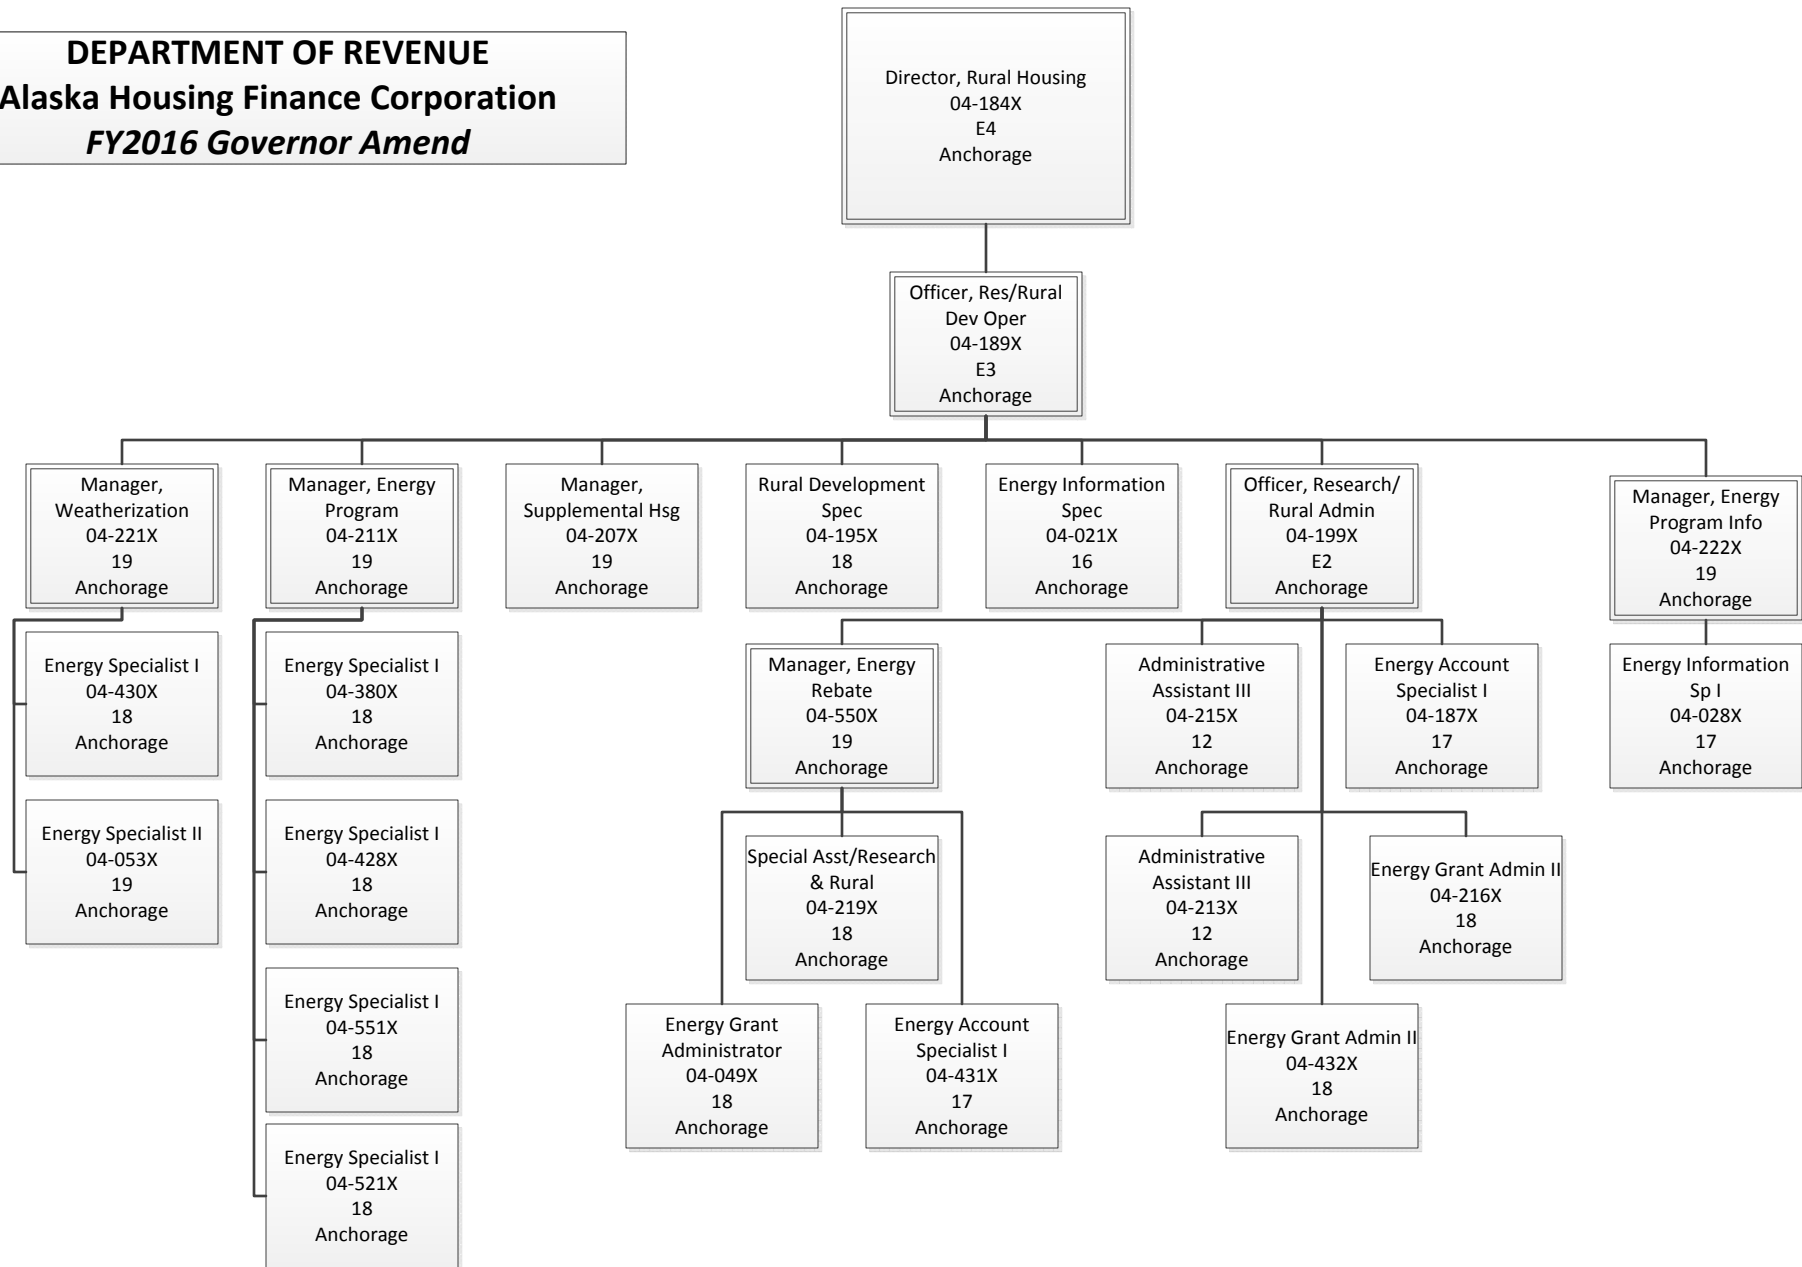 DEPARTMENT OF REVENUE
Alaska Housing Finance Corporation
FY2016 Governor Amend
Director, Rural Housing
04-184X
E4
Anchorage
Officer, Res/Rural
Dev Oper
04-189X
E3
Anchorage
Manager,
Weatherization
04-221X
19
Anchorage
Manager, Energy
Program
04-211X
19
Anchorage
Manager,
Supplemental Hsg
04-207X
19
Anchorage
Rural Development
Spec
04-195X
18
Anchorage
Energy Information
Spec
04-021X
16
Anchorage
Officer, Research/
Rural Admin
04-199X
E2
Anchorage
Manager, Energy
Program Info
04-222X
19
Anchorage
Energy Specialist I
04-430X
18
Anchorage
Energy Specialist I
04-380X
18
Anchorage
Manager, Energy
Rebate
04-550X
19
Anchorage
Administrative
Assistant III
04-215X
12
Anchorage
Energy Account
Specialist I
04-187X
17
Anchorage
Energy Information
Sp I
04-028X
17
Anchorage
Energy Specialist II
04-053X
19
Anchorage
Energy Specialist I
04-428X
18
Anchorage
Special Asst/Research
& Rural
04-219X
18
Anchorage
Administrative
Assistant III
04-213X
12
Anchorage
Energy Grant Admin II
04-216X
18
Anchorage
Energy Specialist I
04-551X
18
Anchorage
Energy Grant
Administrator
04-049X
18
Anchorage
Energy Account
Specialist I
04-431X
17
Anchorage
Energy Grant Admin II
04-432X
18
Anchorage
Energy Specialist I
04-521X
18
Anchorage